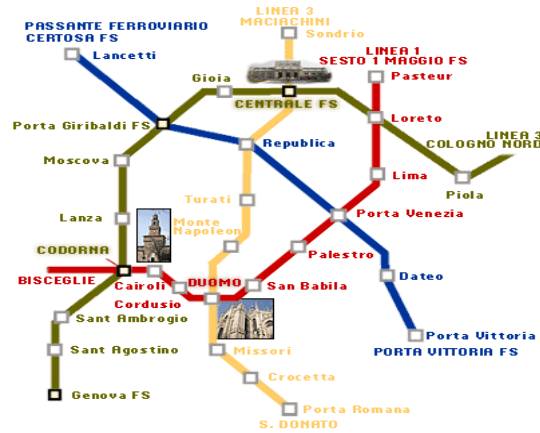 LINEA 3
MACIACHINI
PASSANTE FERROVIARIO
CERTOSA FS
Sondrio
LINEA 1
SESTO 1 MAGGIO FS
Lancetti
Gioia
Pasteur
CENTRALE FS
Loreto
Porta Giribaldi FS
LINEA 3
COLOGNO NORD
Republica
Moscova
Lima
Piola
Turati
Lanza
Monte
Napoleon
Porta Venezia
CODORNA
Palestro
BISCEGLIE
Cairoli
DUOMO
San Babila
Dateo
Cordusio
Sant Ambrogio
Porta Vittoria
Sant Agostino
Missori
PORTA VITTORIA FS
Crocetta
Genova FS
Porta Romana
S. DONATO